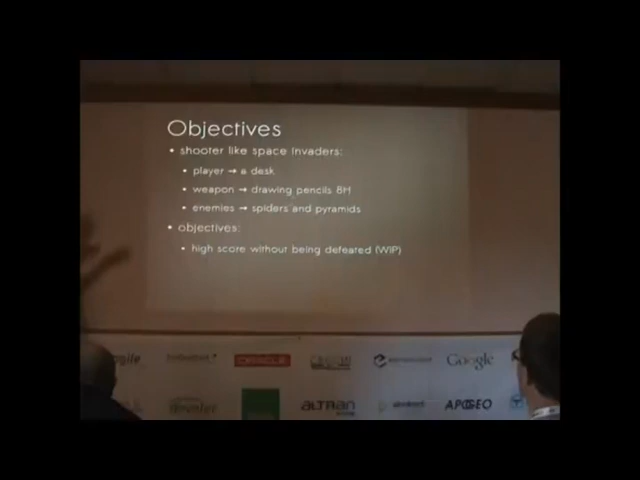 Objectives
• shooter like space invaders:
• player → a desk
• weapon → drawing pencils 8H
• enemies → spiders and pyramids
• objectives:
• high score without being defeated (WIP)
ORACLE
Google
altran
APOGEO